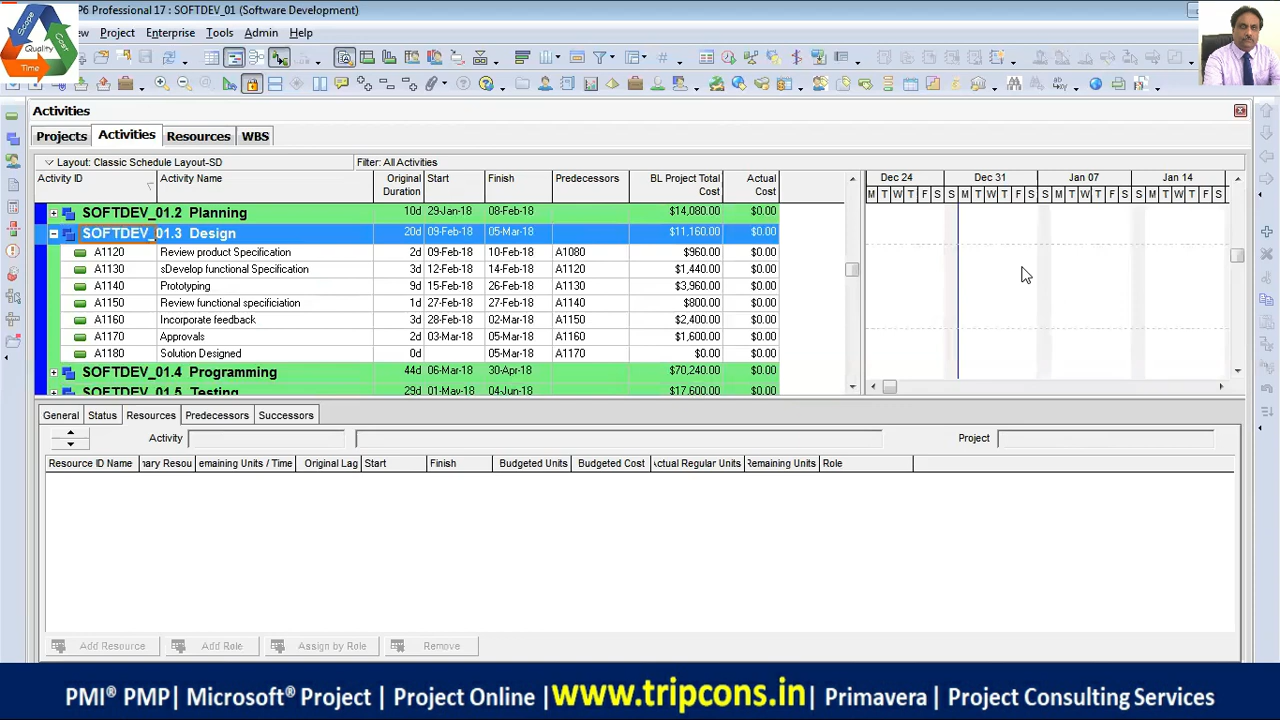 P6 Professional 17 : SOFTDEV_01 (Software Development)
Scope
Quality
Cost
Time
Project Enterprise Tools Admin Help
Activities
Projects Activities Resources WBS
Layout: Classic Schedule Layout-SD Filter: All Activities
Activity ID Activity Name Original Duration Start Finish Predecessors BL Project Total Cost Actual Cost
Dec 24 Dec 31 Jan 07 Jan 14
M T W T F S S M T W T F S S M T W T F S S M T W T F S
SOFTDEV_01.2 Planning 10d 29-Jan-18 08-Feb-18 $14,080.00 $0.00
SOFTDEV_01.3 Design 20d 09-Feb-18 05-Mar-18 $11,160.00 $0.00
A1120 Review product Specification 2d 09-Feb-18 10-Feb-18 A1080 $960.00 $0.00
A1130 sDevelop functional Specification 3d 12-Feb-18 14-Feb-18 A1120 $1,440.00 $0.00
A1140 Prototyping 9d 15-Feb-18 26-Feb-18 A1130 $3,960.00 $0.00
A1150 Review functional specificiation 1d 27-Feb-18 27-Feb-18 A1140 $800.00 $0.00
A1160 Incorporate feedback 3d 28-Feb-18 02-Mar-18 A1150 $2,400.00 $0.00
A1170 Approvals 2d 03-Mar-18 05-Mar-18 A1160 $1,600.00 $0.00
A1180 Solution Designed 0d 05-Mar-18 A1170 $0.00 $0.00
SOFTDEV_01.4 Programming 44d 06-Mar-18 30-Apr-18 $70,240.00 $0.00
SOFTDEV_01.5 Testing 29d 01-May-18 04-Jun-18 $17,600.00 $0.00
General Status Resources Predecessors Successors
Activity Project
Resource ID Name nary Resou emaining Units / Time Original Lag Start Finish Budgeted Units Budgeted Cost Actual Regular Units Remaining Units Role
Add Resource Add Role Assign by Role Remove
PMI® PMP| Microsoft® Project | Project Online |www.tripcons.in| Primavera | Project Consulting Services